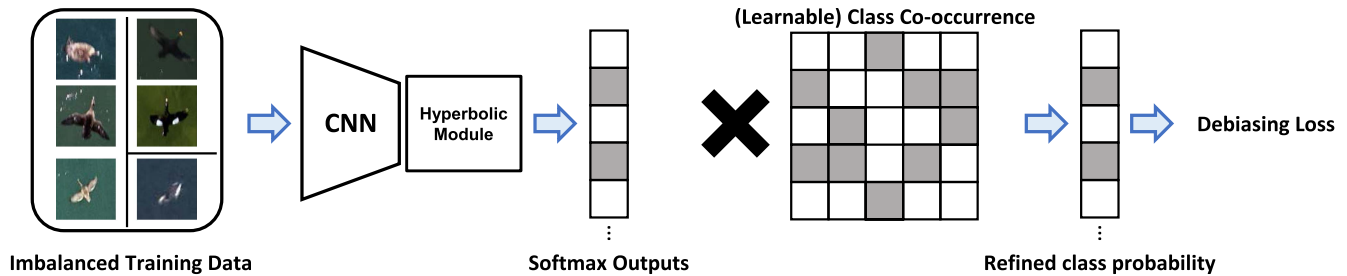 (Learnable) Class Co-occurrence
CNN
Hyperbolic
Module
Debiasing Loss
Imbalanced Training Data
Softmax Outputs
Refined class probability